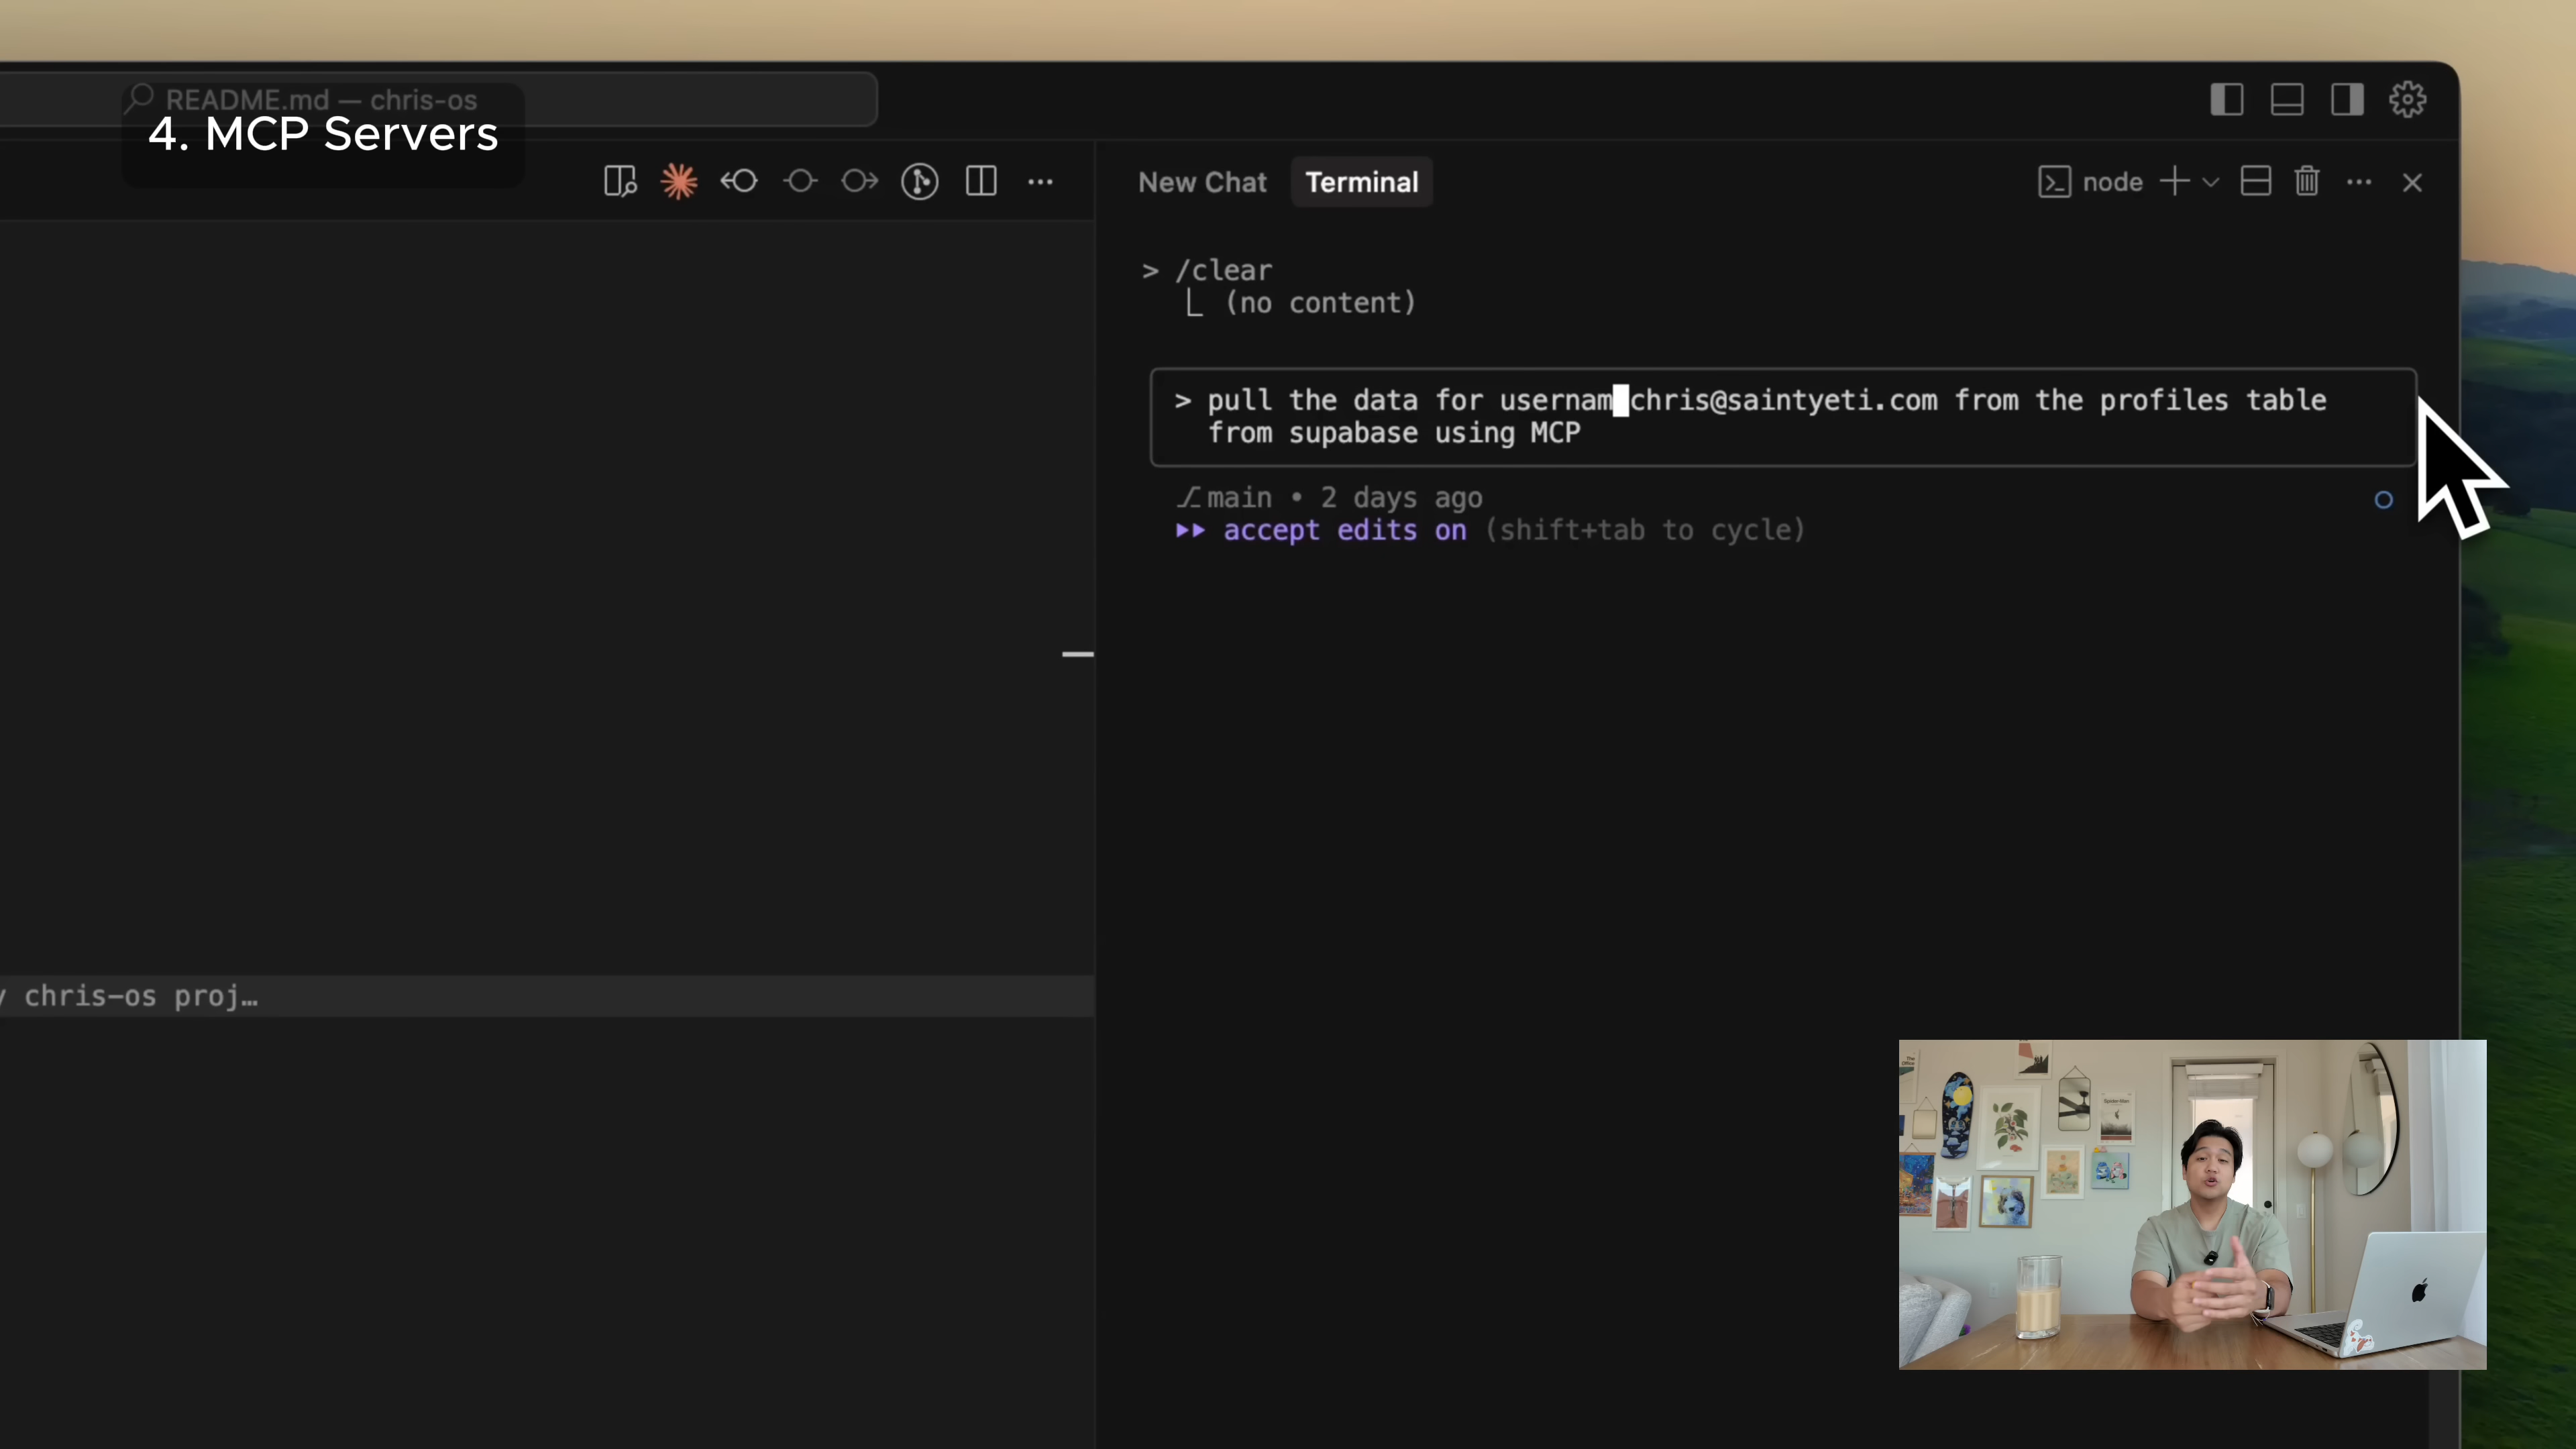 README.md — chris-os
4. MCP Servers
New Chat
Terminal
node
> /clear
(no content)
> pull the data for usernam chris@saintyeti.com from the profiles table
from supabase using MCP
main • 2 days ago
accept edits on (shift+tab to cycle)
chris-os proj…